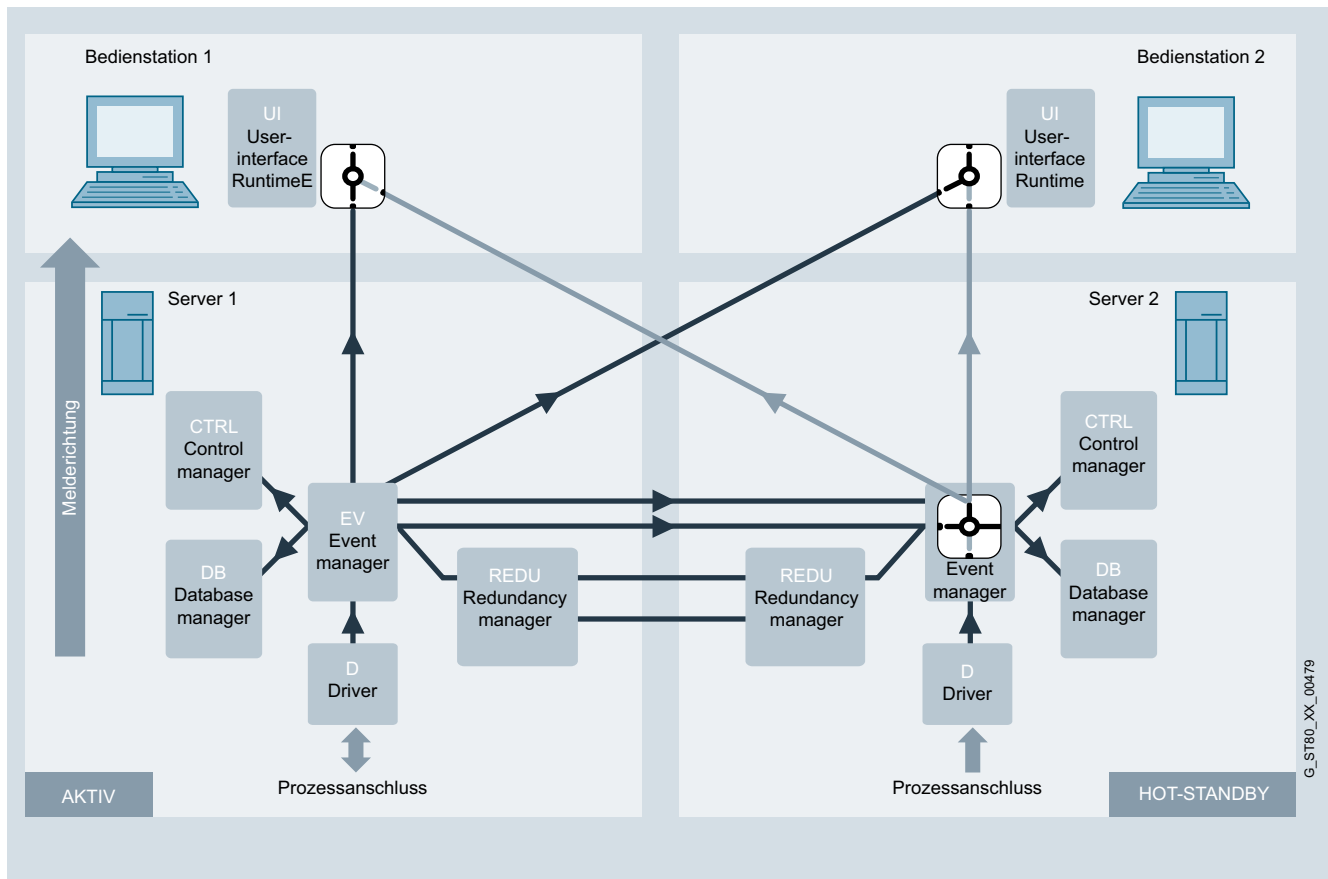 Bedienstation 1
UI
User-
interface
RuntimeE
Bedienstation 2
UI
User-
interface
Runtime
Melderichtung
Server 1
CTRL
Control
manager
DB
Database
manager
EV
Event
manager
REDU
Redundancy
manager
D
Driver
Prozessanschluss
AKTIV
Server 2
REDU
Redundancy
manager
Event
manager
CTRL
Control
manager
DB
Database
manager
D
Driver
Prozessanschluss
HOT-STANDBY
G_ST80_XX_00479